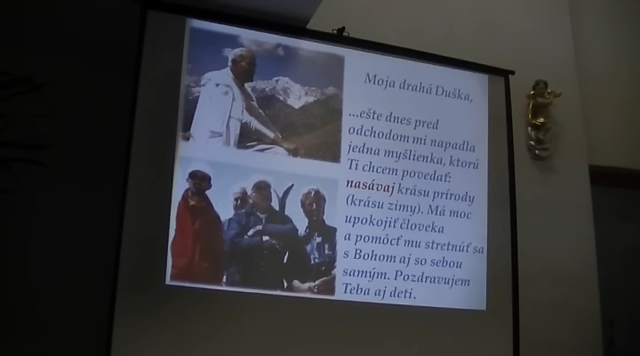 Moja drahá Duška,
...ešte dnes pred
odchodom mi napadla
jedna myšlienka, ktorú
Ti chcem povedať:
nasávaj krásu prírody
(krásu zimy). Má moc
upokojiť človeka
a pomôcť mu stretnúť sa
s Bohom aj so sebou
samým. Pozdravujem
Teba aj deti.